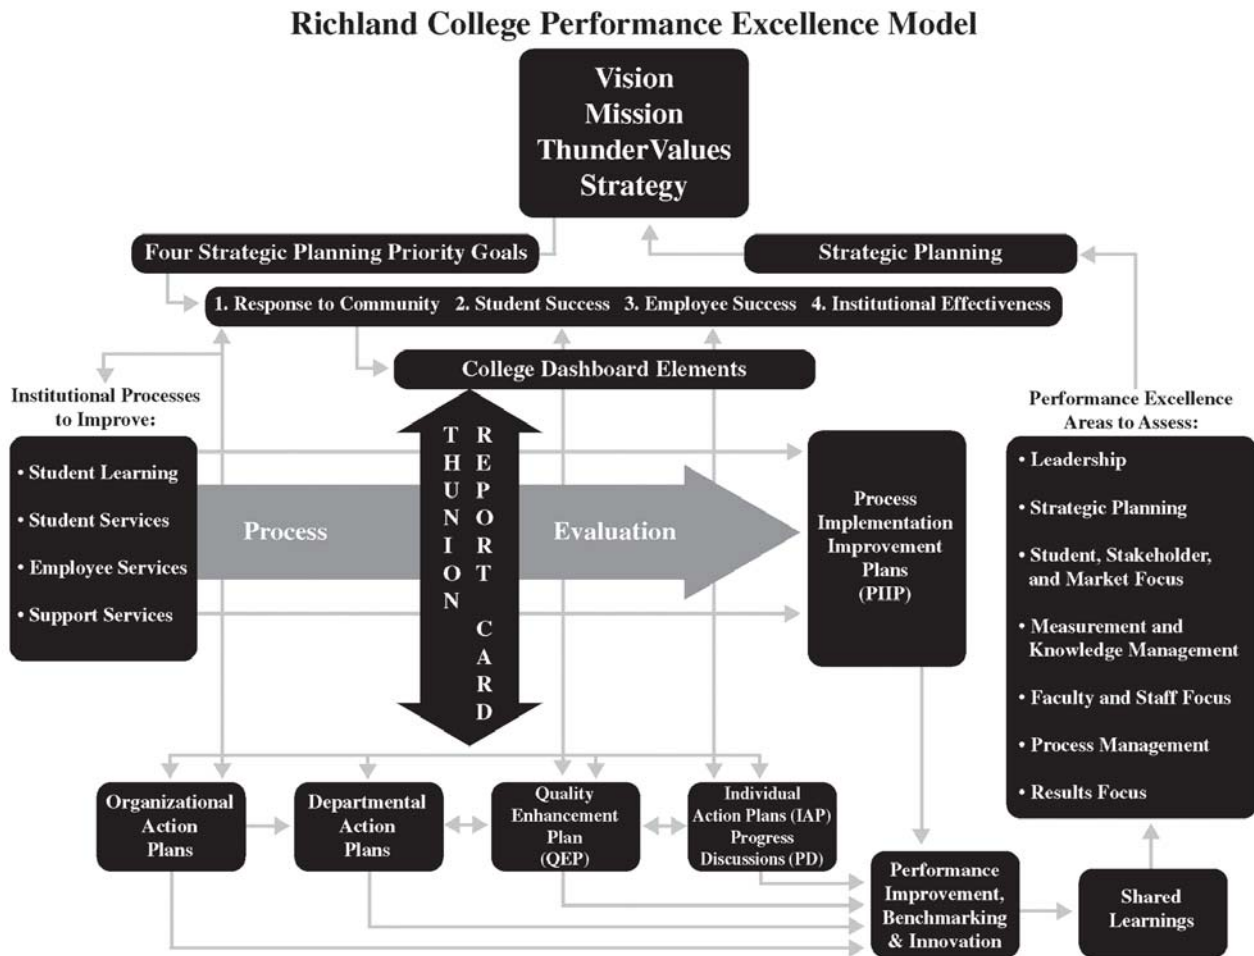 Richland College Performance Excellence Model
Vision
Mission
ThunderValues
Strategy
Four Strategic Planning Priority Goals
Strategic Planning
1. Response to Community 2. Student Success 3. Employee Success 4. Institutional Effectiveness
College Dashboard Elements
Institutional Processes
to Improve:
• Student Learning
• Student Services
• Employee Services
• Support Services
Process
THUNION
REPORT CARD
Evaluation
Process
Implementation
Improvement
Plans
(PIIP)
Performance Excellence
Areas to Assess:
• Leadership
• Strategic Planning
• Student, Stakeholder,
and Market Focus
• Measurement and
Knowledge Management
• Faculty and Staff Focus
• Process Management
• Results Focus
Organizational
Action
Plans
Departmental
Action
Plans
Quality
Enhancement
Plan
(QEP)
Individual
Action Plans (IAP)
Progress
Discussions (PD)
Performance
Improvement,
Benchmarking
& Innovation
Shared
Learnings